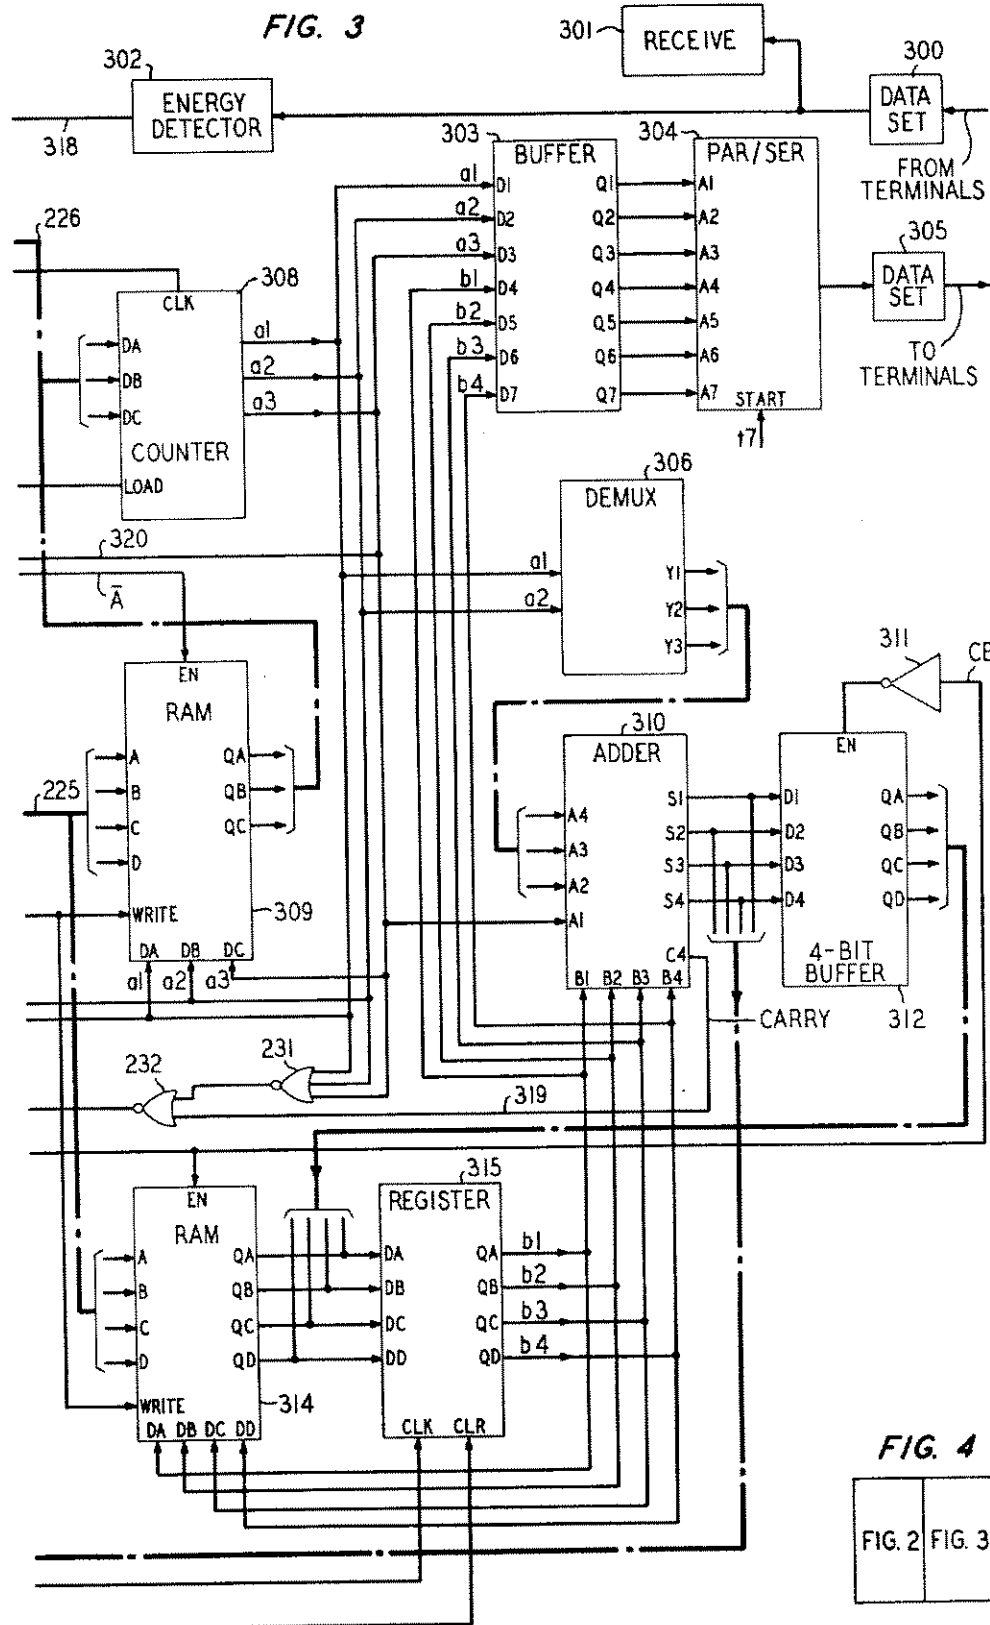 FIG. 3
301
RECEIVE
300
DATA
SET
302
ENERGY
DETECTOR
318
FROM
TERMINALS
303
BUFFER
304
PAR/SER
a1 D1 Q1 A1
a2 D2 Q2 A2
a3 D3 Q3 A3
b1 D4 Q4 A4
b2 D5 Q5 A5
b3 D6 Q6 A6
b4 D7 Q7 A7
START
t7
305
DATA
SET
TO
TERMINALS
226
308
CLK
DA a1
DB a2
DC a3
COUNTER
LOAD
320
A̅
306
DEMUX
a1 Y1
a2 Y2
Y3
EN
RAM
A QA
B QB
C QC
D
225
WRITE
309
DA DB DC
a1 a2 a3
310
ADDER
A4 S1
A3 S2
A2 S3
A1 S4
C4
B1 B2 B3 B4
CARRY
311
CE
EN
D1 QA
D2 QB
D3 QC
D4 QD
4-BIT
BUFFER
312
232
231
319
EN
RAM
A QA
B QB
C QC
D QD
WRITE
314
DA DB DC DD
315
REGISTER
DA QA b1
DB QB b2
DC QC b3
DD QD b4
CLK CLR
FIG. 4
FIG. 2 FIG. 3